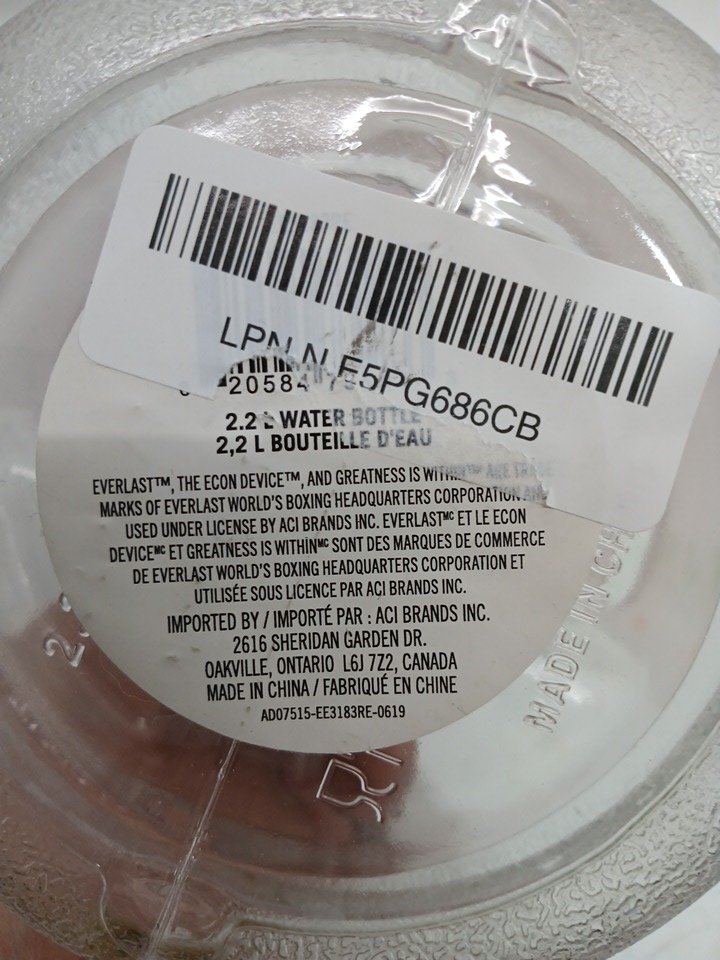 LPN N E5PG686CB
20584
2.2 L WATER BOTTLE
2,2 L BOUTEILLE D'EAU
EVERLAST™, THE ECON DEVICE™, AND GREATNESS IS WITHIN™ ARE TRADE
MARKS OF EVERLAST WORLD'S BOXING HEADQUARTERS CORPORATION AND
USED UNDER LICENSE BY ACI BRANDS INC. EVERLASTᴹᶜ ET LE ECON
DEVICEᴹᶜ ET GREATNESS IS WITHINᴹᶜ SONT DES MARQUES DE COMMERCE
DE EVERLAST WORLD'S BOXING HEADQUARTERS CORPORATION ET
UTILISÉE SOUS LICENCE PAR ACI BRANDS INC.
IMPORTED BY / IMPORTÉ PAR : ACI BRANDS INC.
2616 SHERIDAN GARDEN DR.
OAKVILLE, ONTARIO L6J 7Z2, CANADA
MADE IN CHINA / FABRIQUÉ EN CHINE
AD07515-EE3183RE-0619
MADE IN CH